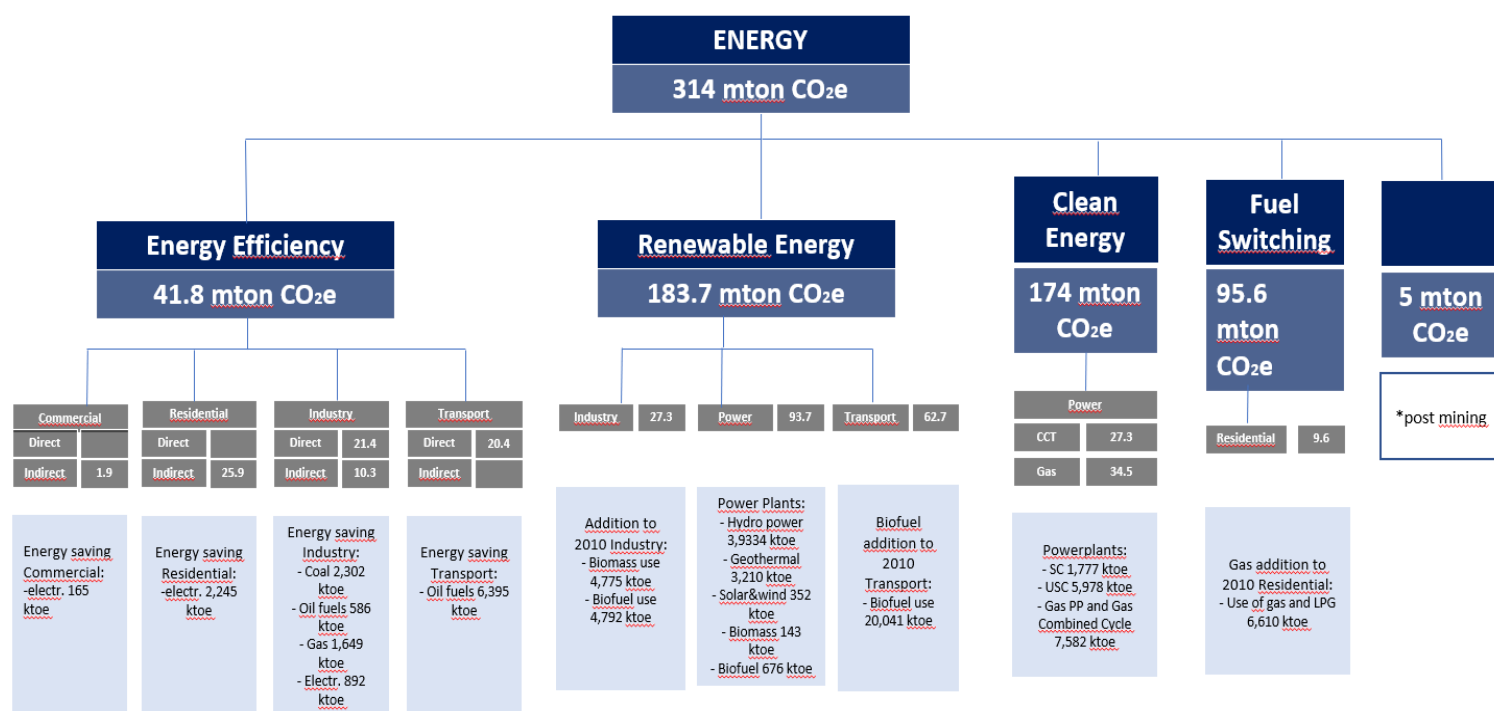 ENERGY
314 mton CO₂e
Energy Efficiency
41.8 mton CO₂e
Commercial
Direct
Indirect 1.9
Energy saving
Commercial:
-electr. 165
ktoe
Residential
Direct
Indirect 25.9
Energy saving
Residential:
-electr. 2,245
ktoe
Industry
Direct 21.4
Indirect 10.3
Energy saving
Industry:
- Coal 2,302
ktoe
- Oil fuels 586
ktoe
- Gas 1,649
ktoe
- Electr. 892
ktoe
Transport
Direct 20.4
Indirect
Energy saving
Transport:
- Oil fuels 6,395
ktoe
Renewable Energy
183.7 mton CO₂e
Industry 27.3
Addition to
2010 Industry:
- Biomass use
4,775 ktoe
- Biofuel use
4,792 ktoe
Power 93.7
Power Plants:
- Hydro power
3,9334 ktoe
- Geothermal
3,210 ktoe
- Solar&wind 352
ktoe
- Biomass 143
ktoe
- Biofuel 676 ktoe
Transport 62.7
Biofuel
addition to
2010
Transport:
- Biofuel use
20,041 ktoe
Clean
Energy
174 mton
CO₂e
Power
CCT 27.3
Gas 34.5
Powerplants:
- SC 1,777 ktoe
- USC 5,978 ktoe
- Gas PP and Gas
Combined Cycle
7,582 ktoe
Fuel
Switching
95.6
mton
CO₂e
Residential 9.6
Gas addition to
2010 Residential:
- Use of gas and LPG
6,610 ktoe
5 mton
CO₂e
*post mining